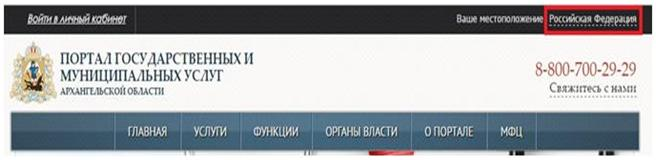 Войти в личный кабинет
Ваше местоположение Российская Федерация
ПОРТАЛ ГОСУДАРСТВЕННЫХ И
МУНИЦИПАЛЬНЫХ УСЛУГ
АРХАНГЕЛЬСКОЙ ОБЛАСТИ
8-800-700-29-29
Свяжитесь с нами
ГЛАВНАЯ УСЛУГИ ФУНКЦИИ ОРГАНЫ ВЛАСТИ О ПОРТАЛЕ МФЦ